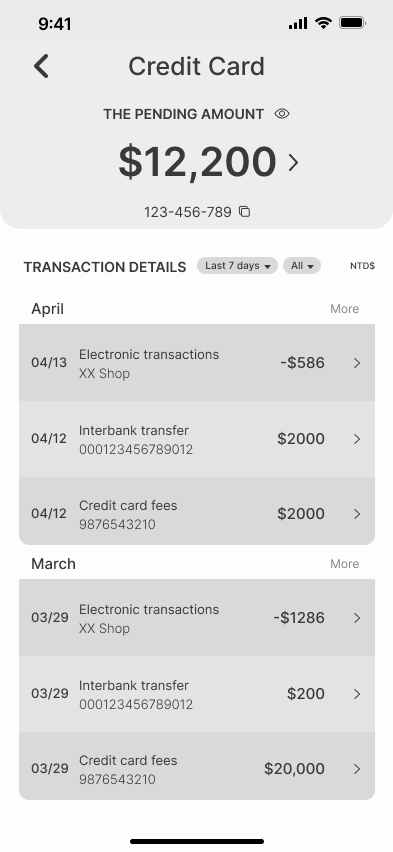 9:41
Credit Card
THE PENDING AMOUNT
$12,200
123-456-789
TRANSACTION DETAILS Last 7 days All NTD$
April More
04/13 Electronic transactions -$586
XX Shop
04/12 Interbank transfer $2000
000123456789012
04/12 Credit card fees $2000
9876543210
March More
03/29 Electronic transactions -$1286
XX Shop
03/29 Interbank transfer $200
000123456789012
03/29 Credit card fees $20,000
9876543210